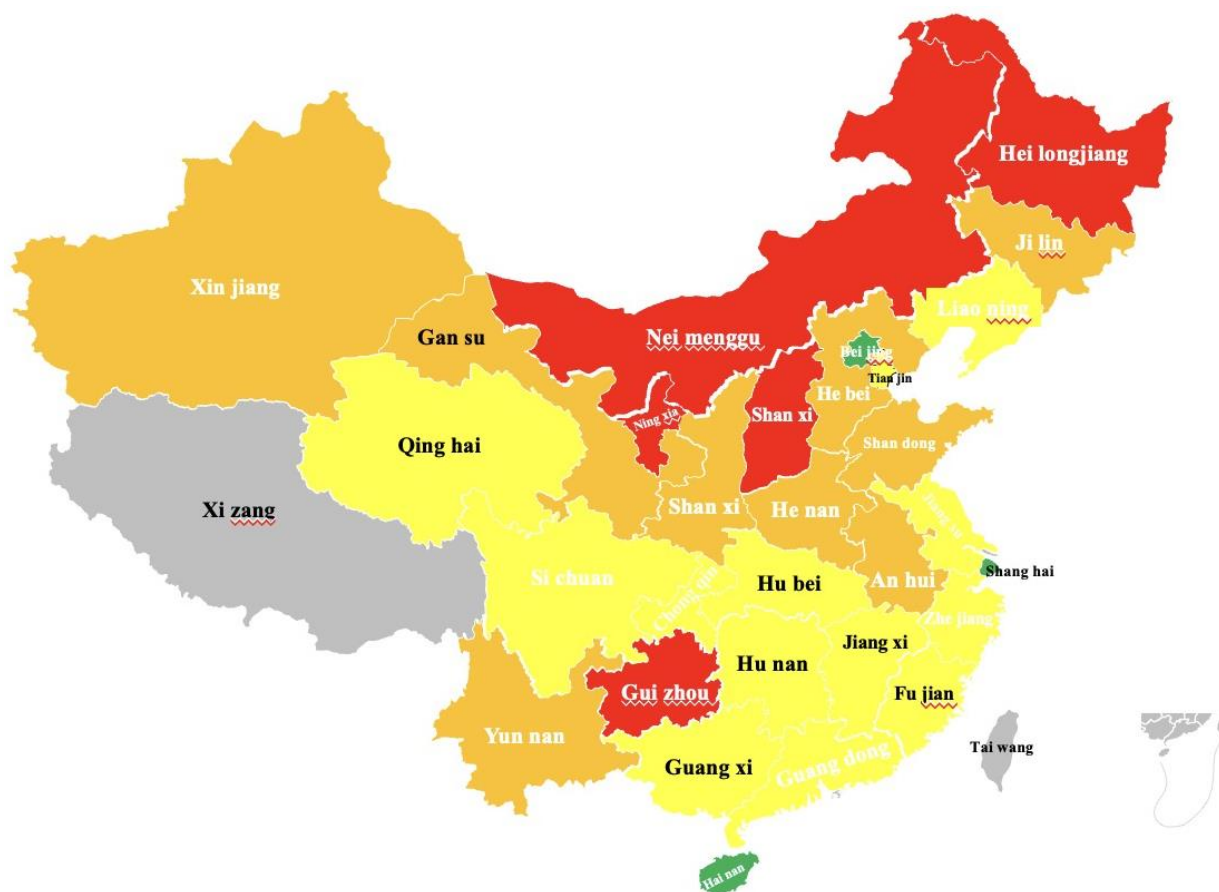 Hei longjiang
Ji lin
Xin jiang
Liao ning
Gan su
Nei menggu
Bei jing
Tian jin
He bei
Shan xi
Ning xia
Shan dong
Qing hai
Xi zang
Shan xi
He nan
Jiang su
Si chuan
Chong qin
Hu bei
An hui
Shang hai
Zhe jiang
Hu nan
Jiang xi
Gui zhou
Fu jian
Yun nan
Guang xi
Guang dong
Tai wang
Hai nan